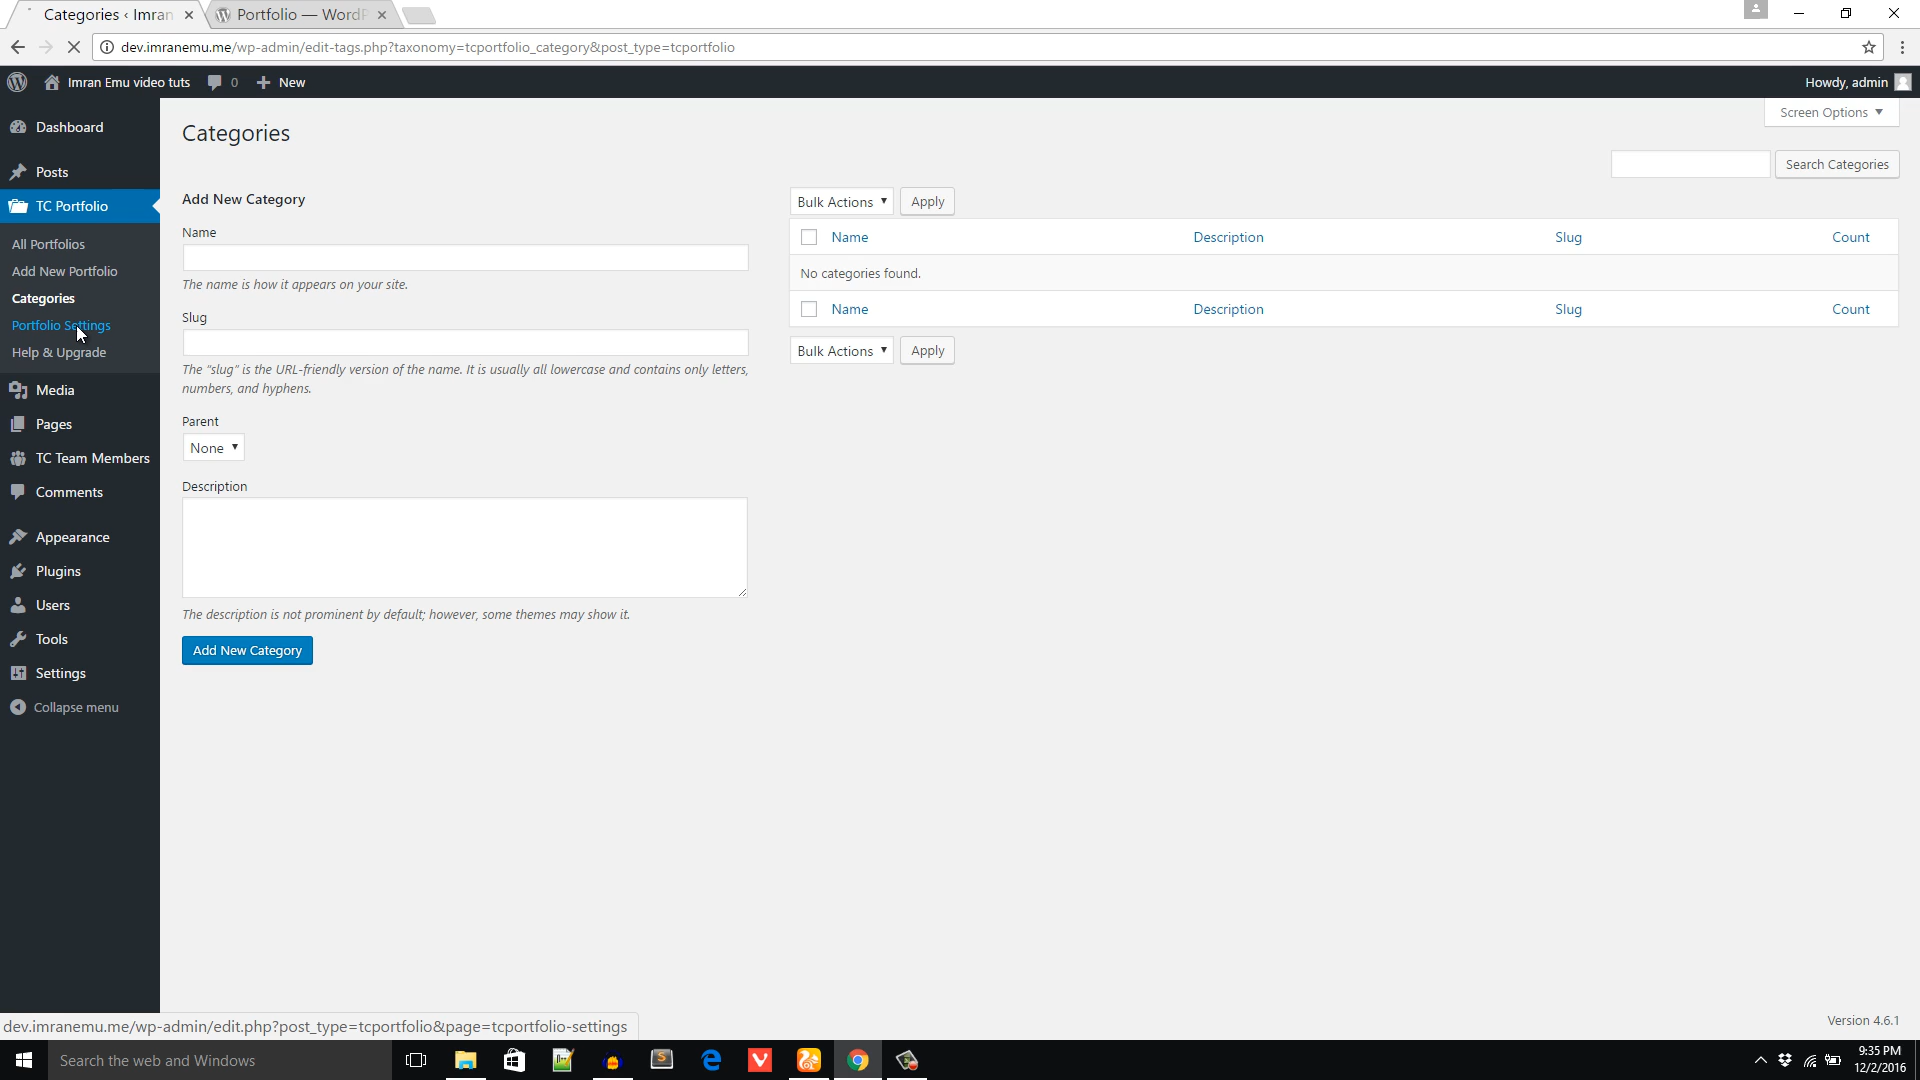 Categories ‹ Imran
Portfolio — WordP
dev.imranemu.me/wp-admin/edit-tags.php?taxonomy=tcportfolio_category&post_type=tcportfolio
Imran Emu video tuts
0
New
Howdy, admin
Dashboard
Posts
TC Portfolio
All Portfolios
Add New Portfolio
Categories
Portfolio Settings
Help & Upgrade
Media
Pages
TC Team Members
Comments
Appearance
Plugins
Users
Tools
Settings
Collapse menu
Categories
Screen Options
Search Categories
Add New Category
Name
The name is how it appears on your site.
Slug
The “slug” is the URL-friendly version of the name. It is usually all lowercase and contains only letters,
numbers, and hyphens.
Parent
None
Description
The description is not prominent by default; however, some themes may show it.
Add New Category
Bulk Actions Apply
Name Description Slug Count
No categories found.
Name Description Slug Count
Bulk Actions Apply
Version 4.6.1
dev.imranemu.me/wp-admin/edit.php?post_type=tcportfolio&page=tcportfolio-settings
Search the web and Windows
9:35 PM
12/2/2016